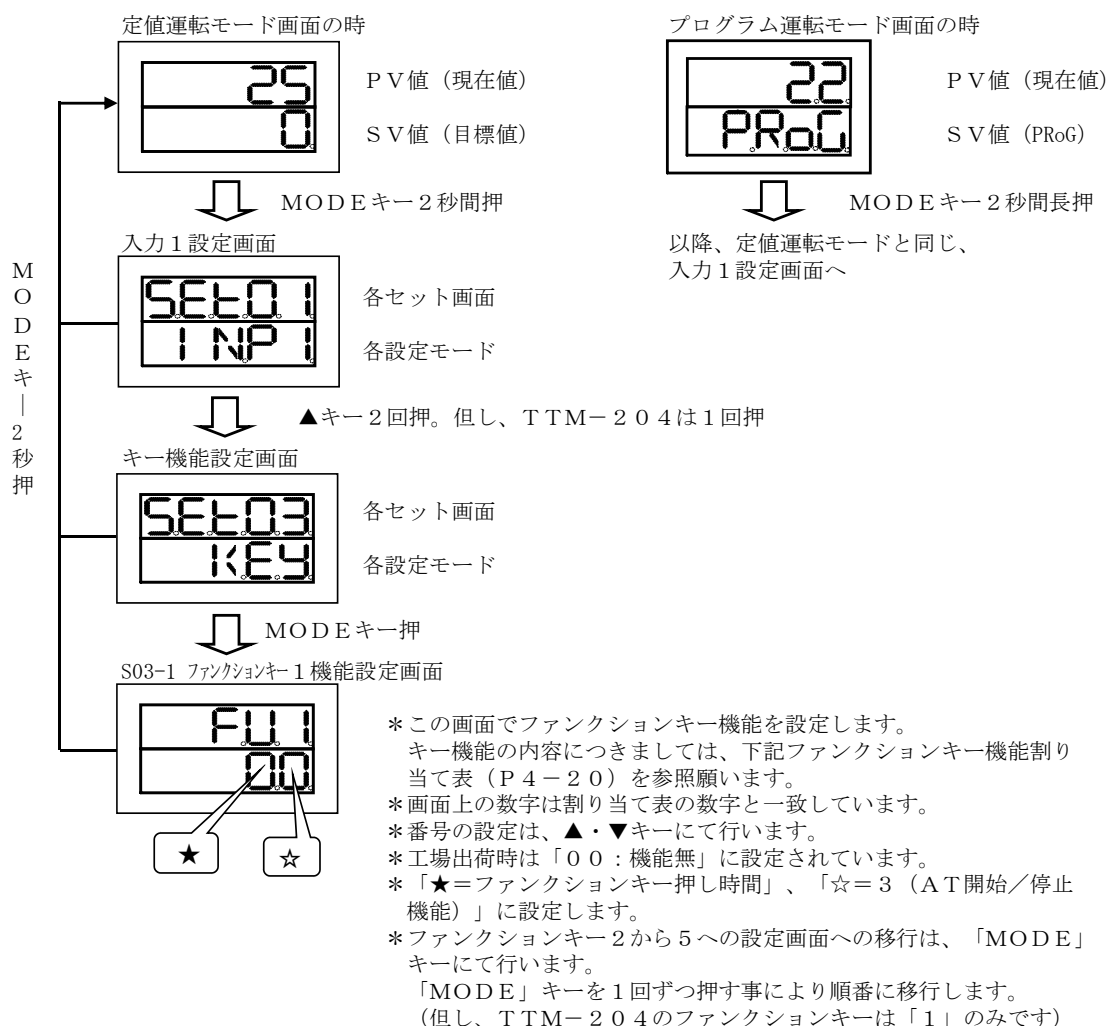 定値運転モード画面の時
25
PV値（現在値）
0.
SV値（目標値）
プログラム運転モード画面の時
22.
PV値（現在値）
P.RoG.
SV値（PRoG）
MODEキー2秒間押
MODEキー2秒間長押
以降、定値運転モードと同じ、
入力1設定画面へ
入力1設定画面
SEt01
各セット画面
INP1
各設定モード
MODEキー2秒押
▲キー2回押。但し、TTM－204は1回押
キー機能設定画面
SEt03
各セット画面
KEY
各設定モード
MODEキー押
S03-1 ﾌｧﾝｸｼｮﾝｷｰ1機能設定画面
FU1
00
★
☆
＊この画面でファンクションキー機能を設定します。
キー機能の内容につきましては、下記ファンクションキー機能割り
当て表（P4－20）を参照願います。
＊画面上の数字は割り当て表の数字と一致しています。
＊番号の設定は、▲・▼キーにて行います。
＊工場出荷時は「00：機能無」に設定されています。
＊「★＝ファンクションキー押し時間」、「☆＝3（AT開始／停止
機能）」に設定します。
＊ファンクションキー2から5への設定画面への移行は、「MODE」
キーにて行います。
「MODE」キーを1回ずつ押す事により順番に移行します。
（但し、TTM－204のファンクションキーは「1」のみです）